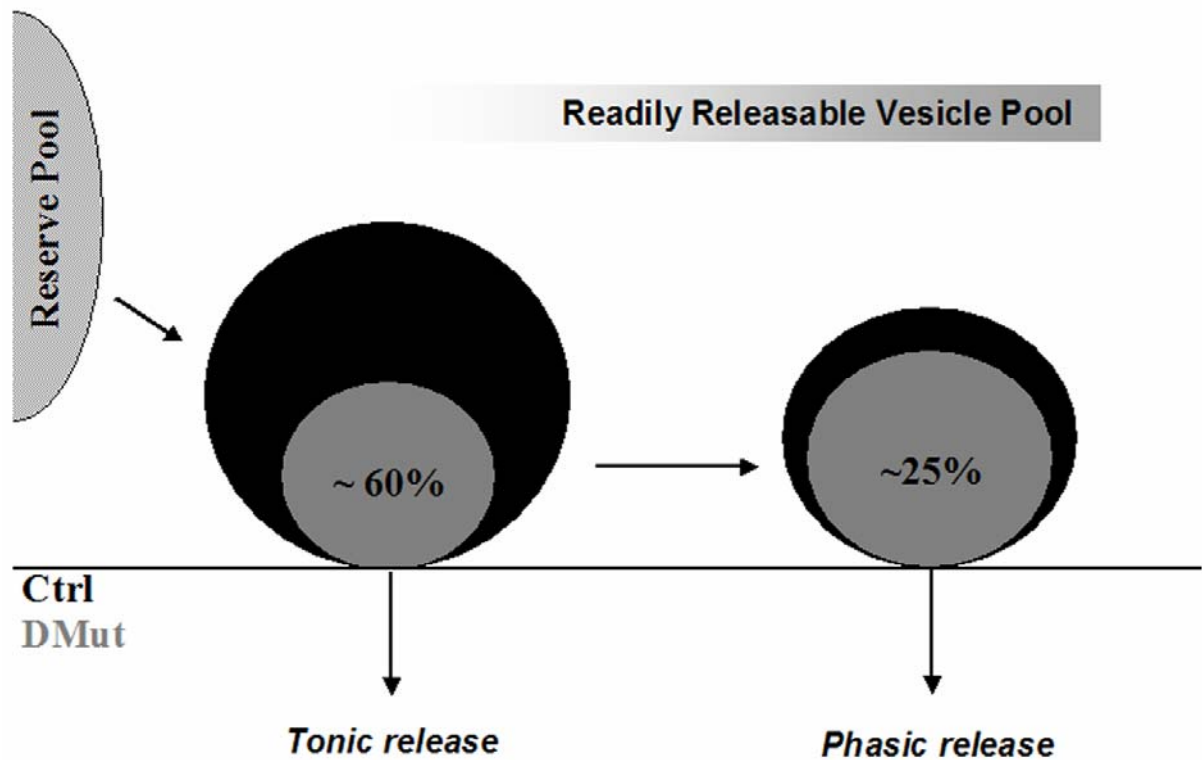 Reserve Pool
Readily Releasable Vesicle Pool
~ 60%
~25%
Ctrl
DMut
Tonic release
Phasic release